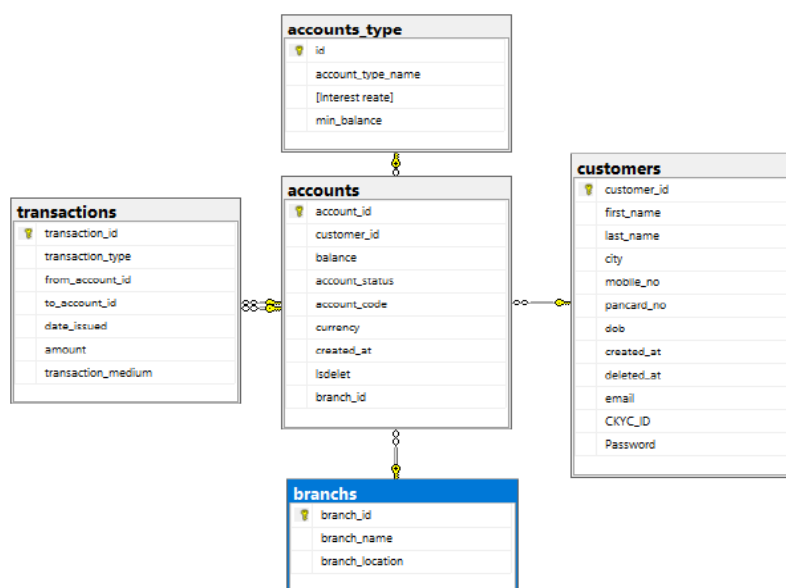 accounts_type
id
account_type_name
[Interest reate]
min_balance
transactions
transaction_id
transaction_type
from_account_id
to_account_id
date_issued
amount
transaction_medium
accounts
account_id
customer_id
balance
account_status
account_code
currency
created_at
Isdelet
branch_id
customers
customer_id
first_name
last_name
city
mobile_no
pancard_no
dob
created_at
deleted_at
email
CKYC_ID
Password
branchs
branch_id
branch_name
branch_location